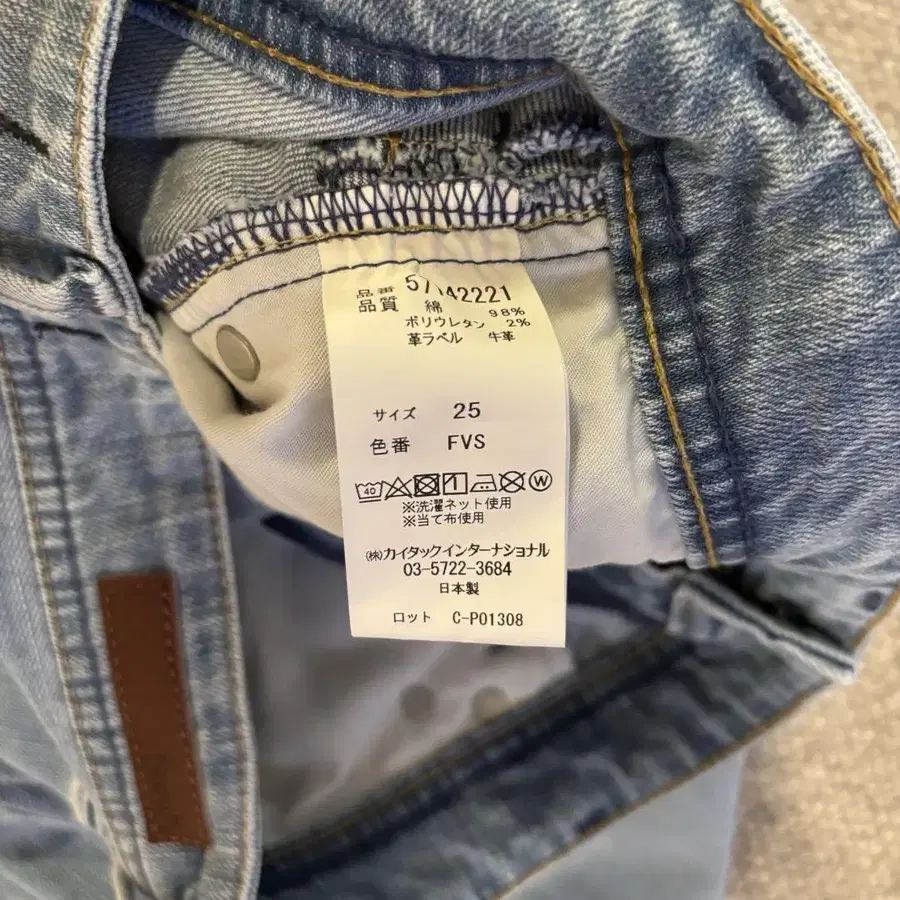 品番
品質 綿 98%
ポリウレタン 2%
革ラベル 牛革
サイズ 25
色番 FVS
40 W
※洗濯ネット使用
※当て布使用
㈱カイタックインターナショナル
03-5722-3684
日本製
ロット C-P01308